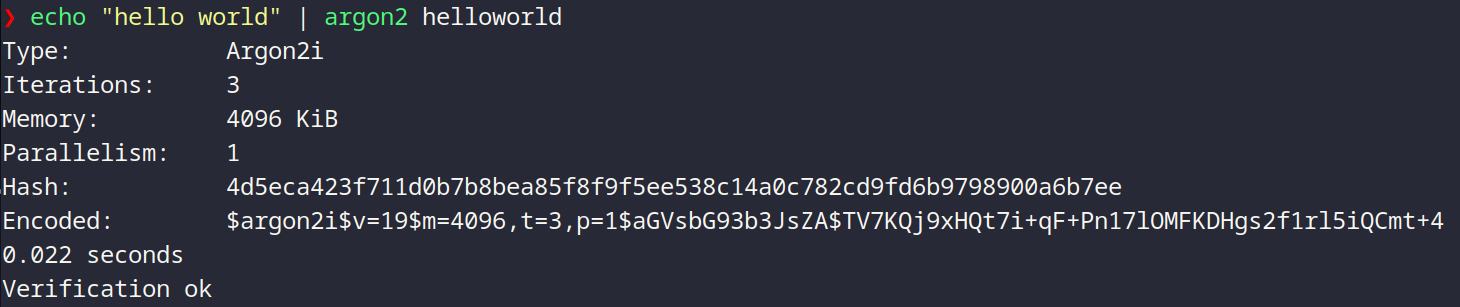 ❯ echo "hello world" | argon2 helloworld
Type: Argon2i
Iterations: 3
Memory: 4096 KiB
Parallelism: 1
Hash: 4d5eca423f711d0b7b8bea85f8f9f5ee538c14a0c782cd9fd6b9798900a6b7ee
Encoded: $argon2i$v=19$m=4096,t=3,p=1$aGVsbG93b3JsZA$TV7KQj9xHQt7i+qF+Pn17lOMFKDHgs2f1rl5iQCmt+4
0.022 seconds
Verification ok